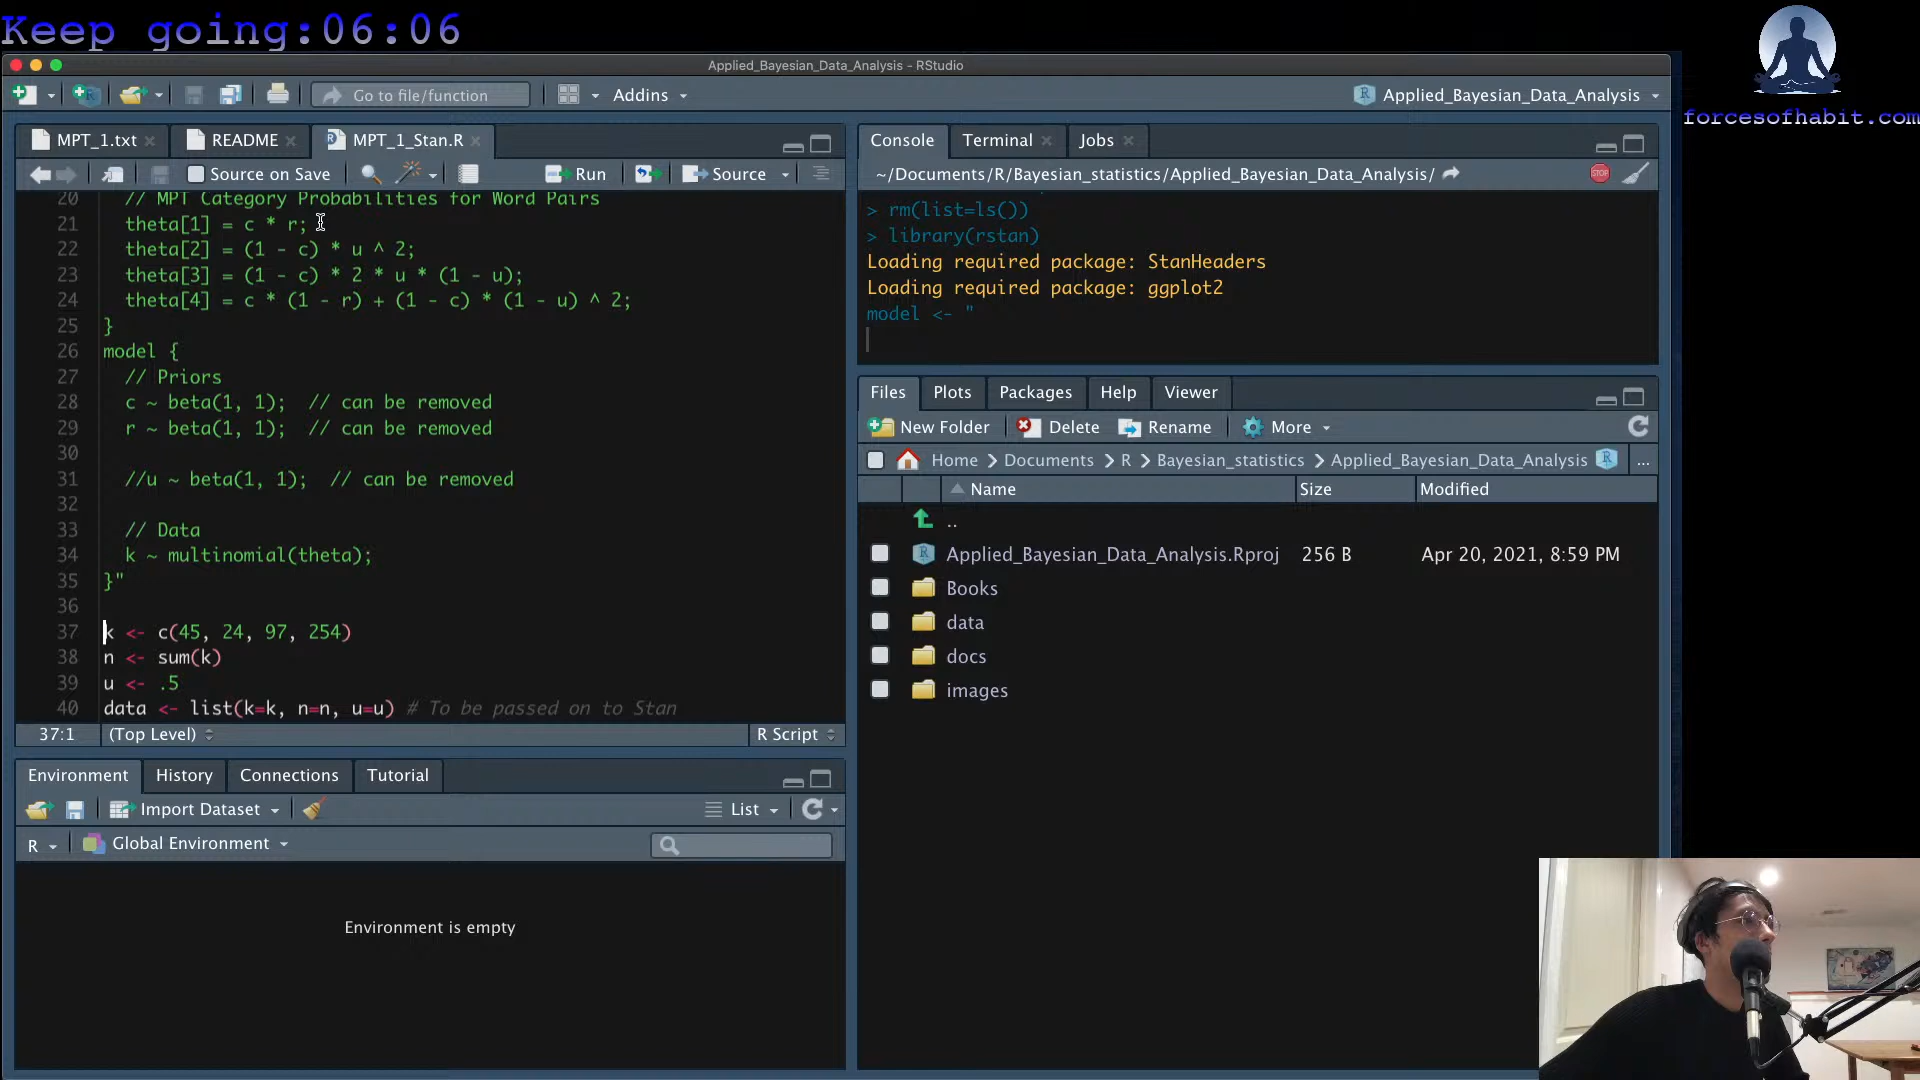 Keep going:06:06
forcesofhabit.com
Applied_Bayesian_Data_Analysis - RStudio
Go to file/function
Addins
Applied_Bayesian_Data_Analysis
MPT_1.txt
README
MPT_1_Stan.R
Source on Save
Run
Source
20 // MPT Category Probabilities for Word Pairs
21 theta[1] = c * r;
22 theta[2] = (1 - c) * u ^ 2;
23 theta[3] = (1 - c) * 2 * u * (1 - u);
24 theta[4] = c * (1 - r) + (1 - c) * (1 - u) ^ 2;
25 }
26 model {
27 // Priors
28 c ~ beta(1, 1);  // can be removed
29 r ~ beta(1, 1);  // can be removed
30
31 //u ~ beta(1, 1);  // can be removed
32
33 // Data
34 k ~ multinomial(theta);
35 }"
36
37 k <- c(45, 24, 97, 254)
38 n <- sum(k)
39 u <- .5
40 data <- list(k=k, n=n, u=u) # To be passed on to Stan
37:1
(Top Level)
R Script
Environment
History
Connections
Tutorial
Import Dataset
List
R
Global Environment
Environment is empty
Console
Terminal
Jobs
~/Documents/R/Bayesian_statistics/Applied_Bayesian_Data_Analysis/
STOP
> rm(list=ls())
> library(rstan)
Loading required package: StanHeaders
Loading required package: ggplot2
model <- "
Files
Plots
Packages
Help
Viewer
New Folder
Delete
Rename
More
Home > Documents > R > Bayesian_statistics > Applied_Bayesian_Data_Analysis
...
Name
Size
Modified
..
Applied_Bayesian_Data_Analysis.Rproj 256 B Apr 20, 2021, 8:59 PM
Books
data
docs
images